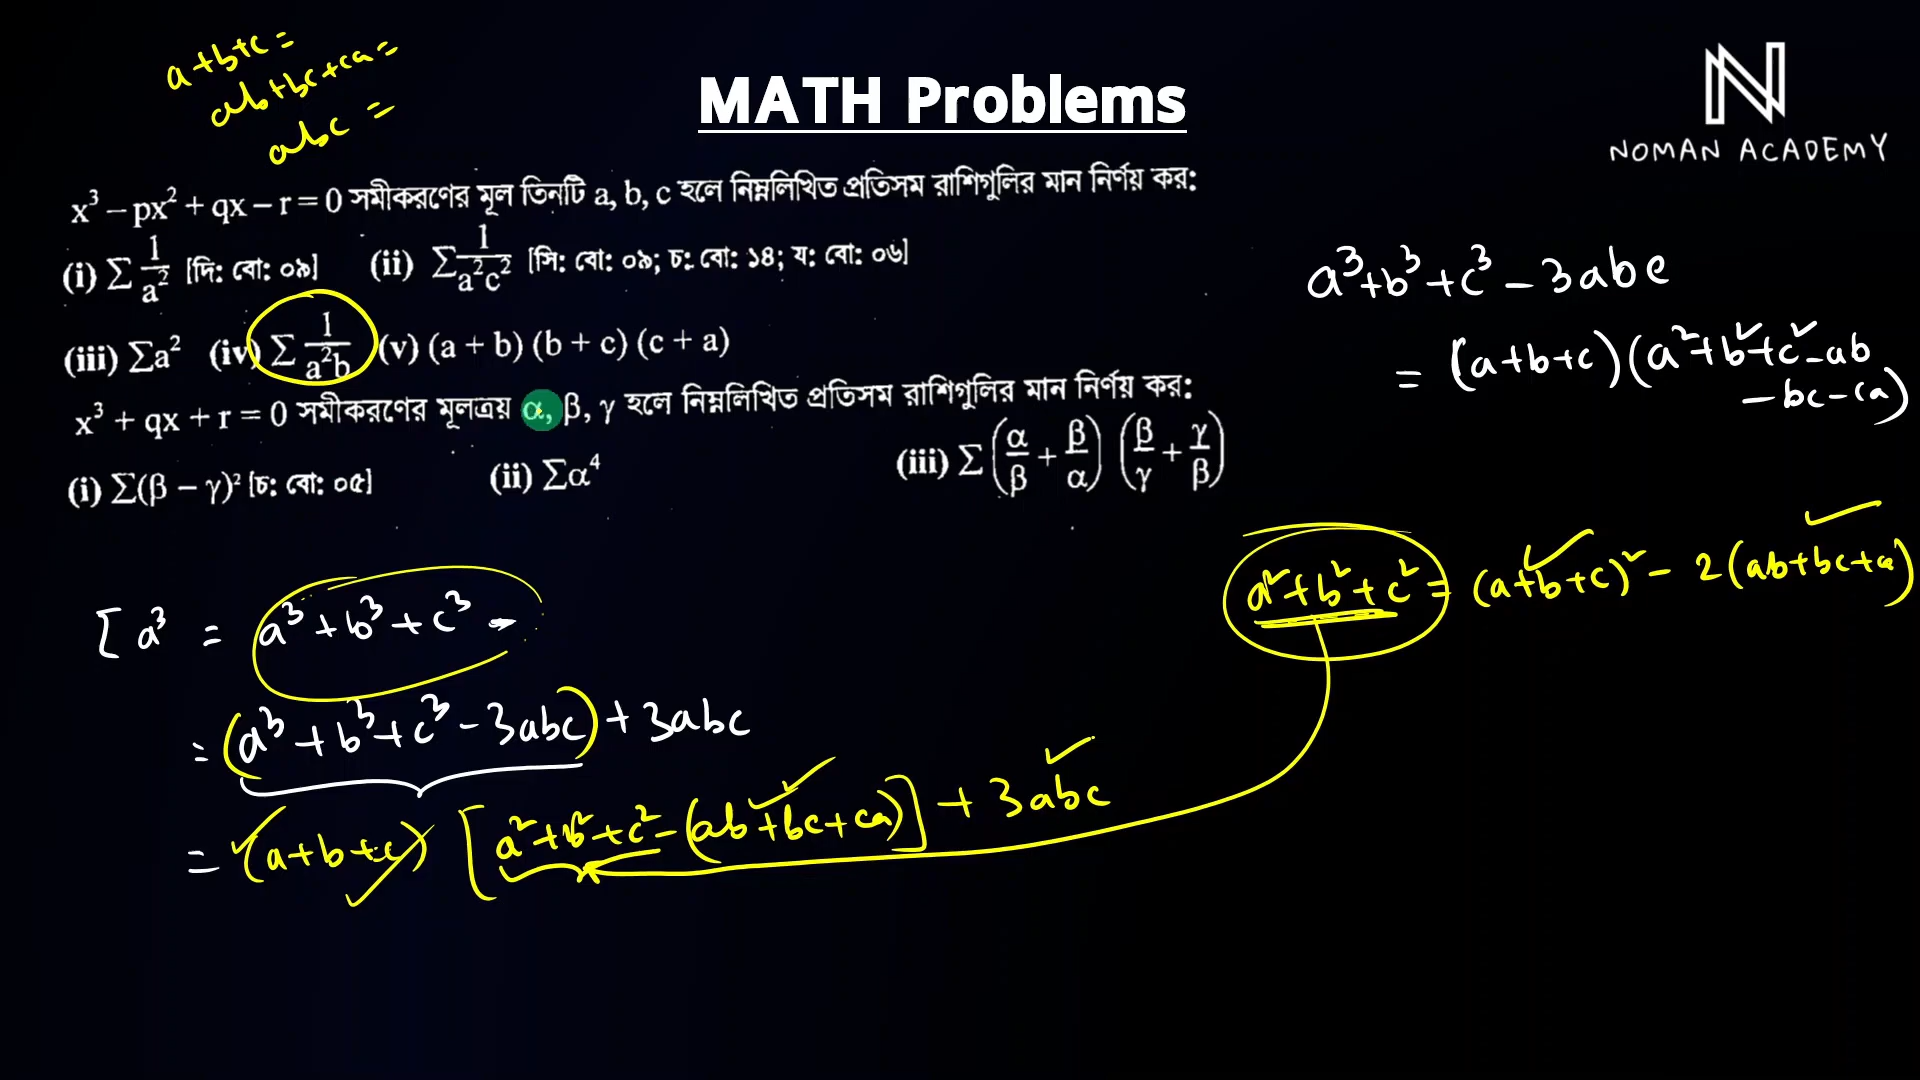 a+b+c=
ab+bc+ca=
abc =
MATH Problems
N
NOMAN ACADEMY
x³ – px² + qx – r = 0 সমীকরণের মূল তিনটি a, b, c হলে নিম্নলিখিত প্রতিসম রাশিগুলির মান নির্ণয় কর:
(i) Σ 1/a² [দি: বো: ০৯] (ii) Σ 1/a²c² [সি: বো: ০৯; চ: বো: ১৪; য: বো: ০৬]
(iii) Σa² (iv) Σ 1/a²b (v) (a + b) (b + c) (c + a)
x³ + qx + r = 0 সমীকরণের মূলত্রয় α, β, γ হলে নিম্নলিখিত প্রতিসম রাশিগুলির মান নির্ণয় কর:
(i) Σ(β – γ)² [চ: বো: ০৫] (ii) Σα⁴ (iii) Σ (α/β + β/α) (β/γ + γ/β)
a³+b³+c³ – 3abc
= (a+b+c)(a²+b²+c²–ab
–bc–ca)
a²+b²+c² = (a+b+c)² – 2(ab+bc+ca)
Σa³ = a³+b³+c³ –
= (a³+b³+c³–3abc)+3abc
= (a+b+c) [a²+b²+c²–(ab+bc+ca)] + 3abc